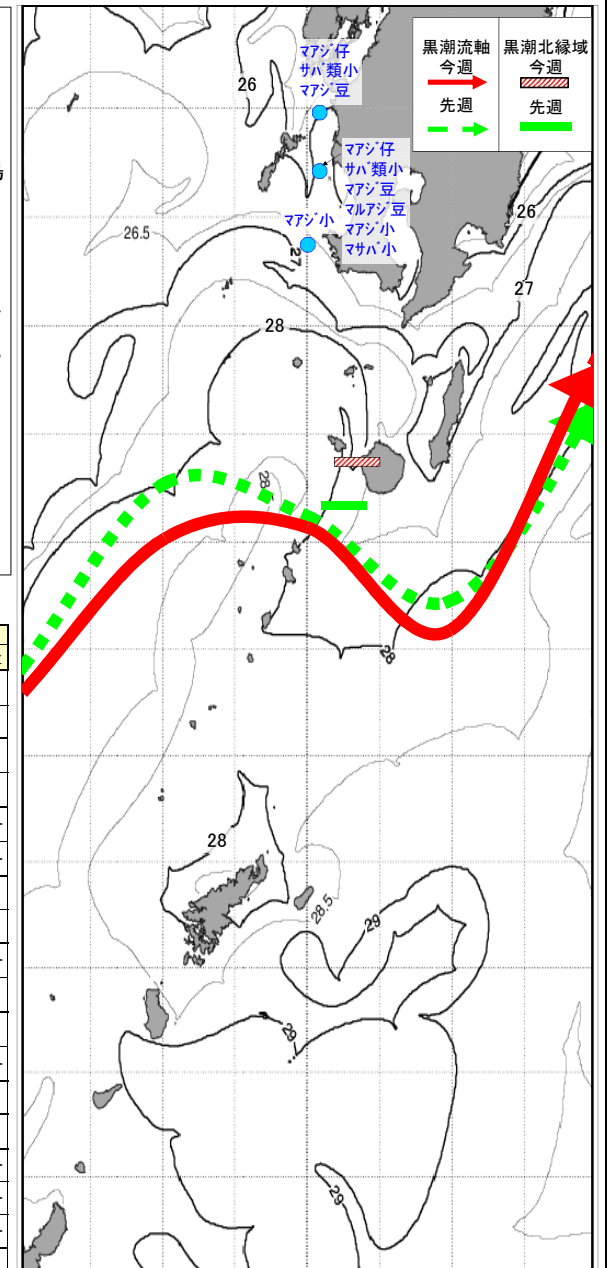 黒潮流軸
今週
先週
黒潮北縁域
今週
先週
ﾏｱｼﾞ仔
ｻﾊﾞ類小
ﾏｱｼﾞ豆
ﾏｱｼﾞ仔
ｻﾊﾞ類小
ﾏｱｼﾞ豆
ﾏﾙｱｼﾞ豆
ﾏｱｼﾞ小
ﾏｻﾊﾞ小
ﾏｱｼﾞ小
26
26
26.5
27
27
28
28
28
28.5
29
29
29